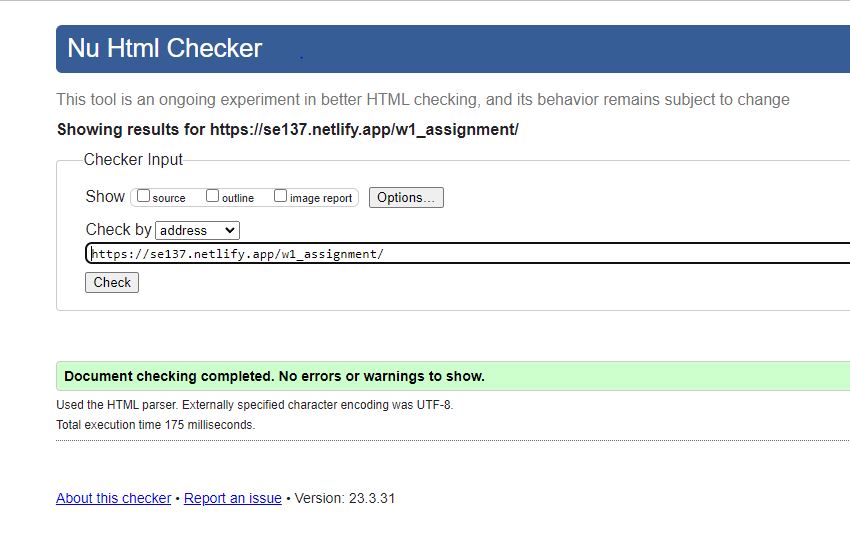 Nu Html Checker
This tool is an ongoing experiment in better HTML checking, and its behavior remains subject to change
Showing results for https://se137.netlify.app/w1_assignment/
Checker Input
Show source outline image report Options...
Check by address
https://se137.netlify.app/w1_assignment/
Check
Document checking completed. No errors or warnings to show.
Used the HTML parser. Externally specified character encoding was UTF-8.
Total execution time 175 milliseconds.
About this checker • Report an issue • Version: 23.3.31